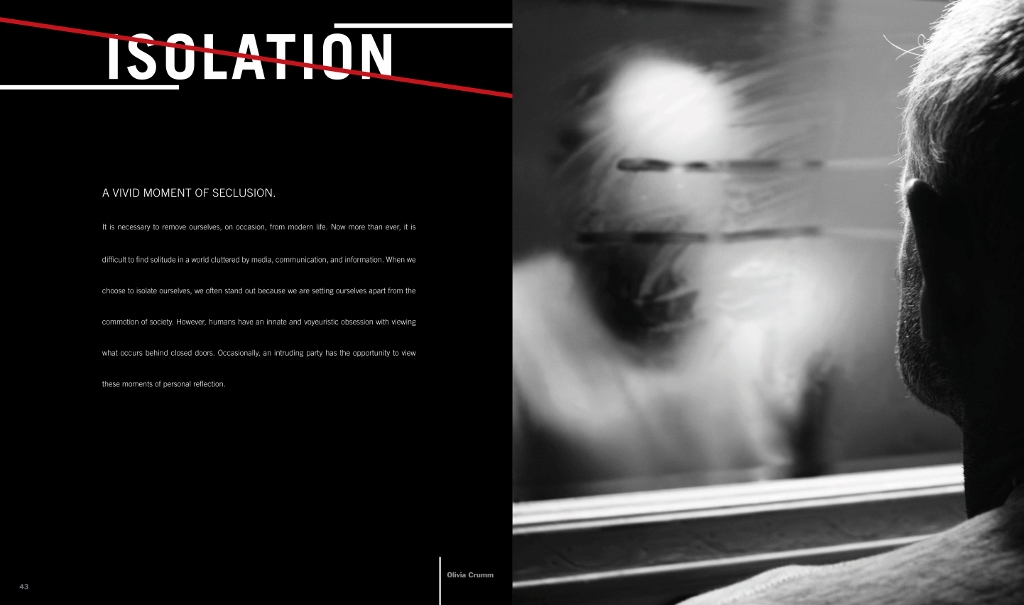 ISOLATION
A VIVID MOMENT OF SECLUSION.
It is necessary to remove ourselves, on occasion, from modern life. Now more than ever, it is
difficult to find solitude in a world cluttered by media, communication, and information. When we
choose to isolate ourselves, we often stand out because we are setting ourselves apart from the
commotion of society. However, humans have an innate and voyeuristic obsession with viewing
what occurs behind closed doors. Occasionally, an intruding party has the opportunity to view
these moments of personal reflection.
43
Olivia Crumm